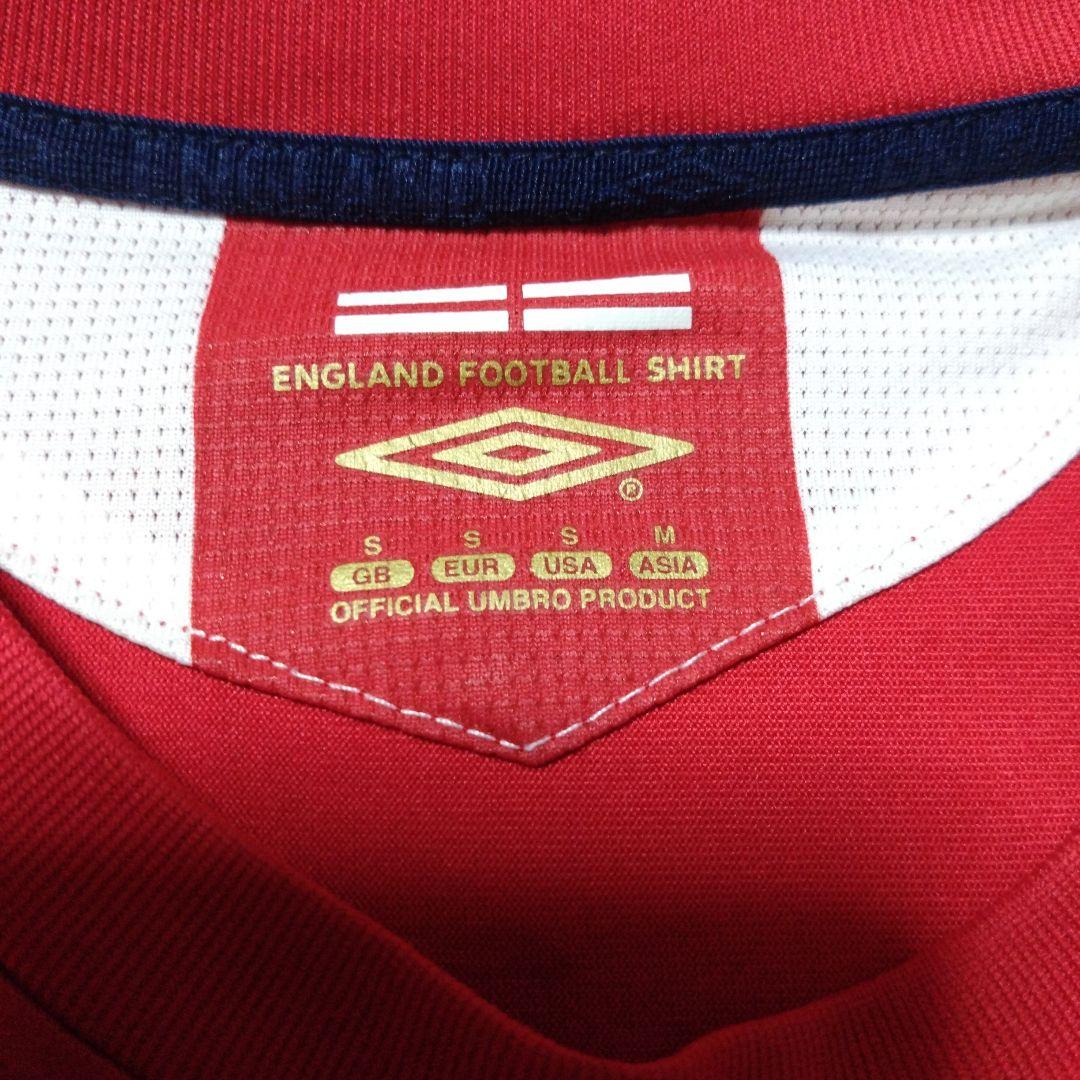 ENGLAND FOOTBALL SHIRT
®
S S S M
GB EUR USA ASIA
OFFICIAL UMBRO PRODUCT